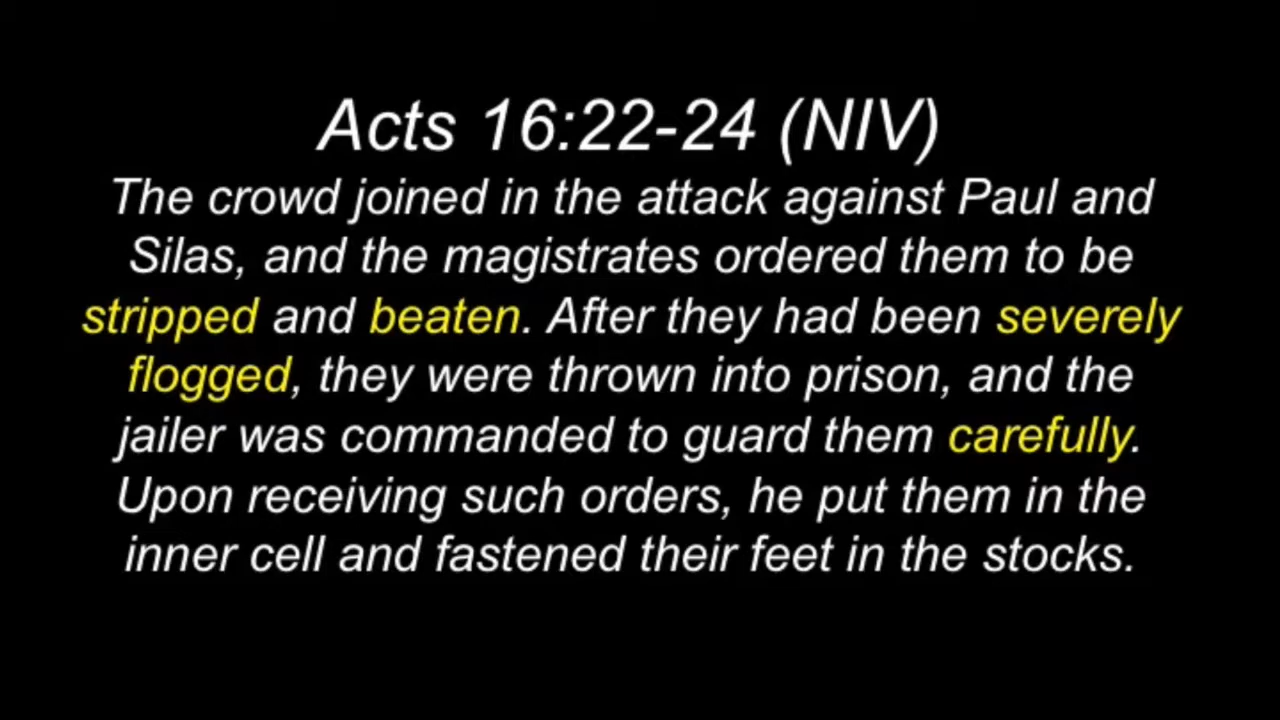 Acts 16:22-24 (NIV)
The crowd joined in the attack against Paul and
Silas, and the magistrates ordered them to be
stripped and beaten. After they had been severely
flogged, they were thrown into prison, and the
jailer was commanded to guard them carefully.
Upon receiving such orders, he put them in the
inner cell and fastened their feet in the stocks.